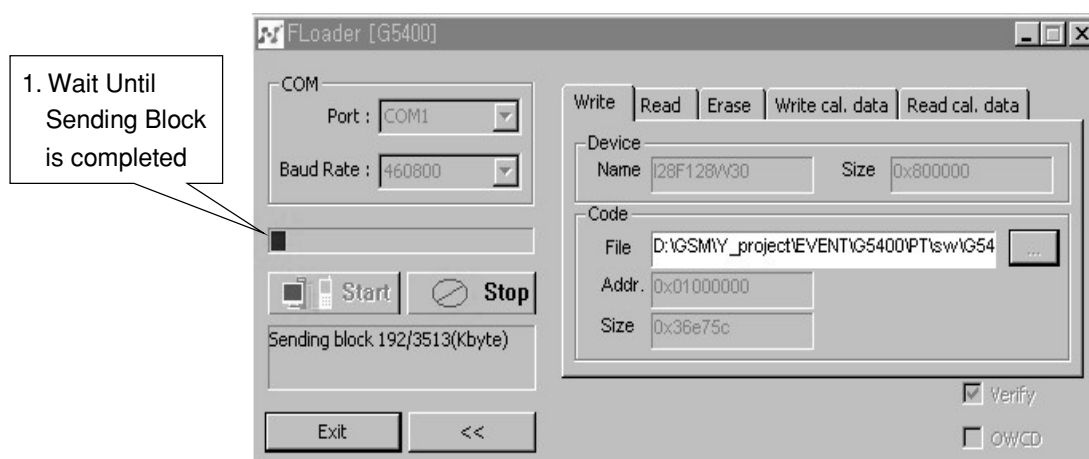 FLoader [G5400]
1. Wait Until
Sending Block
is completed
COM
Port : COM1
Baud Rate : 460800
Start Stop
Sending block 192/3513(Kbyte)
Exit <<
Write Read Erase Write cal. data Read cal. data
Device
Name I28F128W30 Size 0x800000
Code
File D:\GSM\Y_project\EVENT\G5400\PT\sw\G54 ...
Addr. 0x01000000
Size 0x36e75c
Verify
OWCD